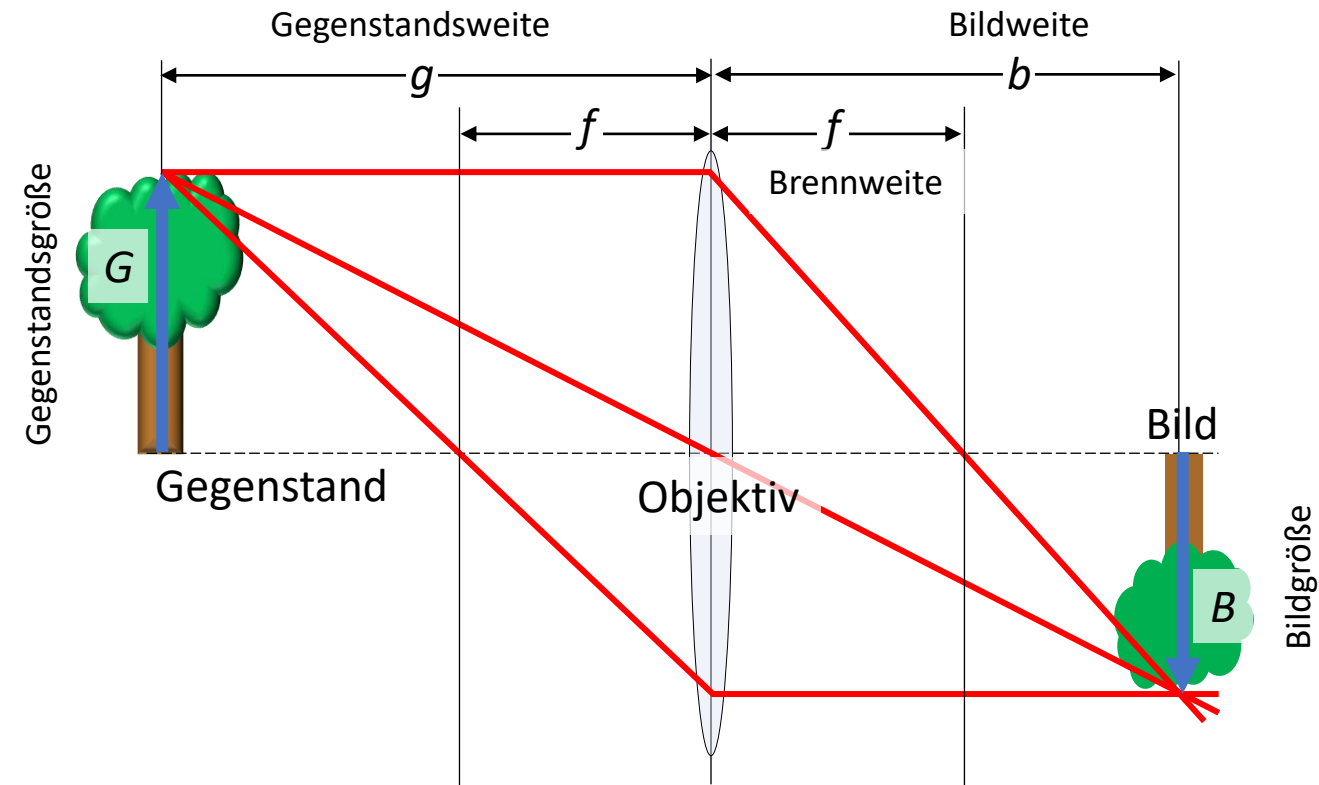 Gegenstandsweite
Bildweite
g
b
f
f
Brennweite
Gegenstandsgröße
G
Bild
Gegenstand
Objektiv
B
Bildgröße